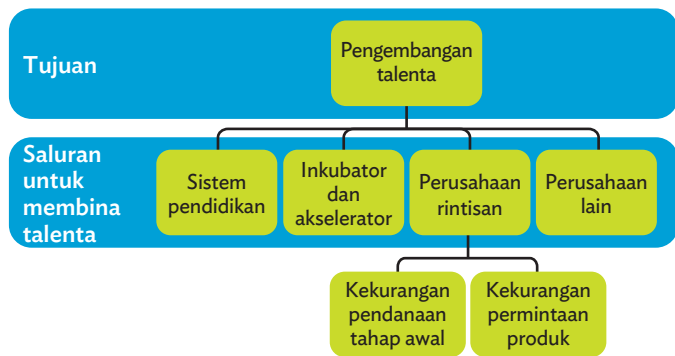 Tujuan
Pengembangan
talenta
Saluran
untuk
membina
talenta
Sistem
pendidikan
Inkubator
dan
akselerator
Perusahaan
rintisan
Perusahaan
lain
Kekurangan
pendanaan
tahap awal
Kekurangan
permintaan
produk